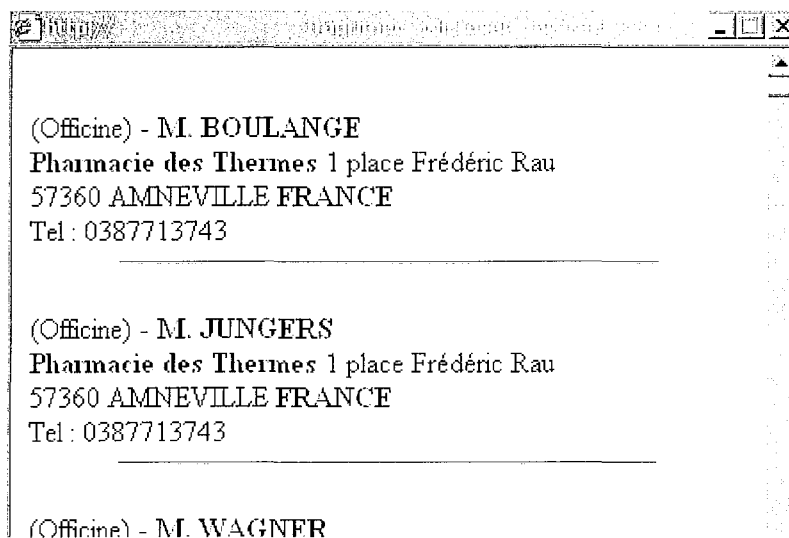 http://
(Officine) - M. BOULANGE
Pharmacie des Thermes 1 place Frédéric Rau
57360 AMNEVILLE FRANCE
Tel : 0387713743
(Officine) - M. JUNGERS
Pharmacie des Thermes 1 place Frédéric Rau
57360 AMNEVILLE FRANCE
Tel : 0387713743
(Officine) - M. WAGNER